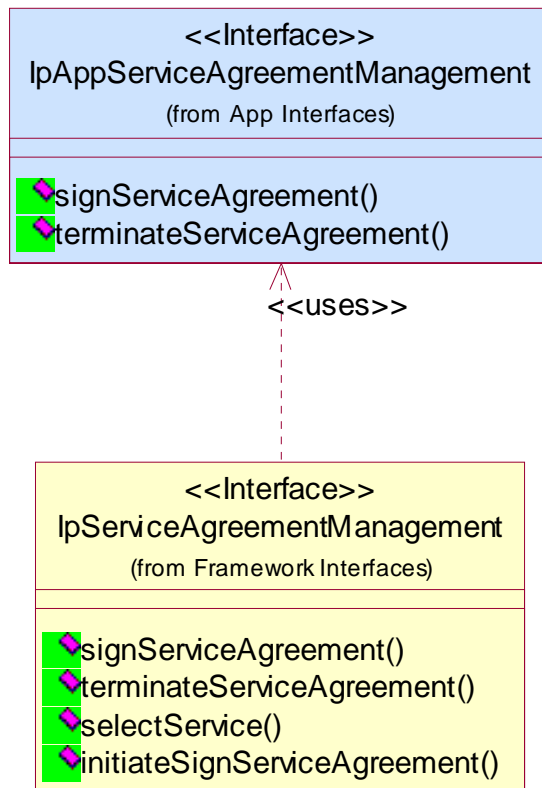 <<Interface>>
IpAppServiceAgreementManagement
(from App Interfaces)
signServiceAgreement()
terminateServiceAgreement()
<<uses>>
<<Interface>>
IpServiceAgreementManagement
(from Framework Interfaces)
signServiceAgreement()
terminateServiceAgreement()
selectService()
initiateSignServiceAgreement()